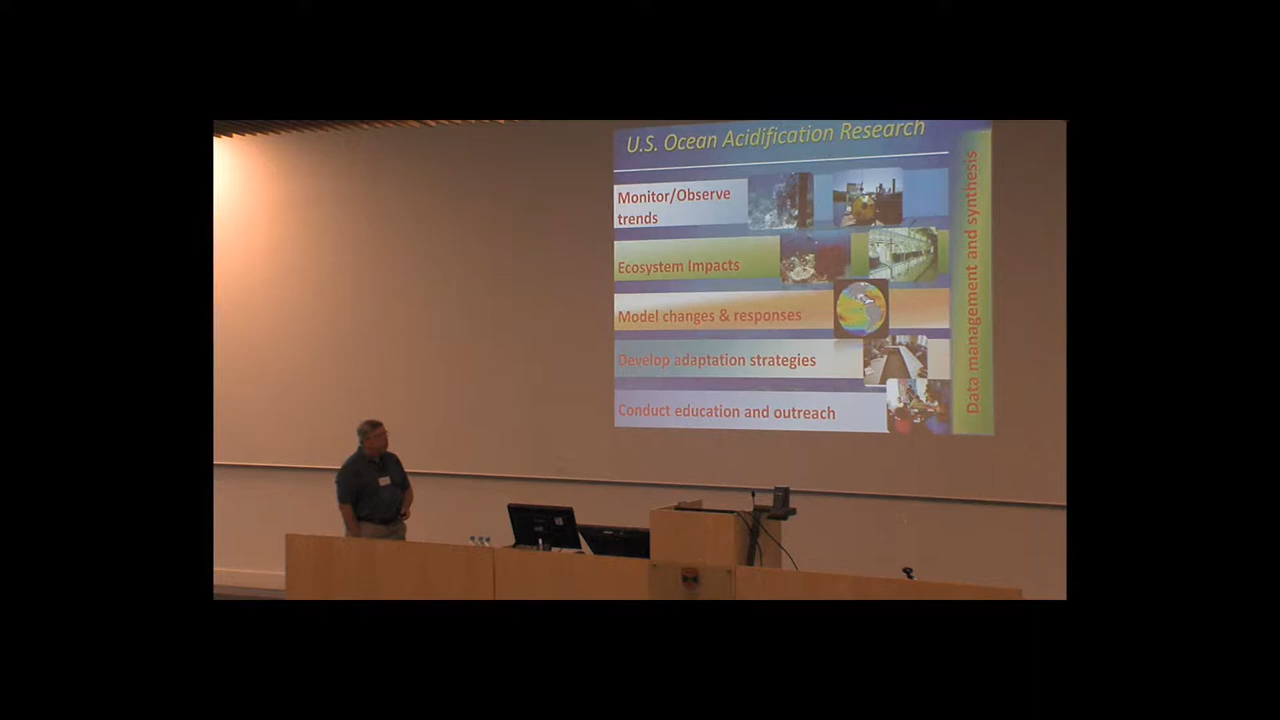 U.S. Ocean Acidification Research
Monitor/Observe
trends
Ecosystem Impacts
Model changes & responses
Develop adaptation strategies
Conduct education and outreach
Data management and synthesis